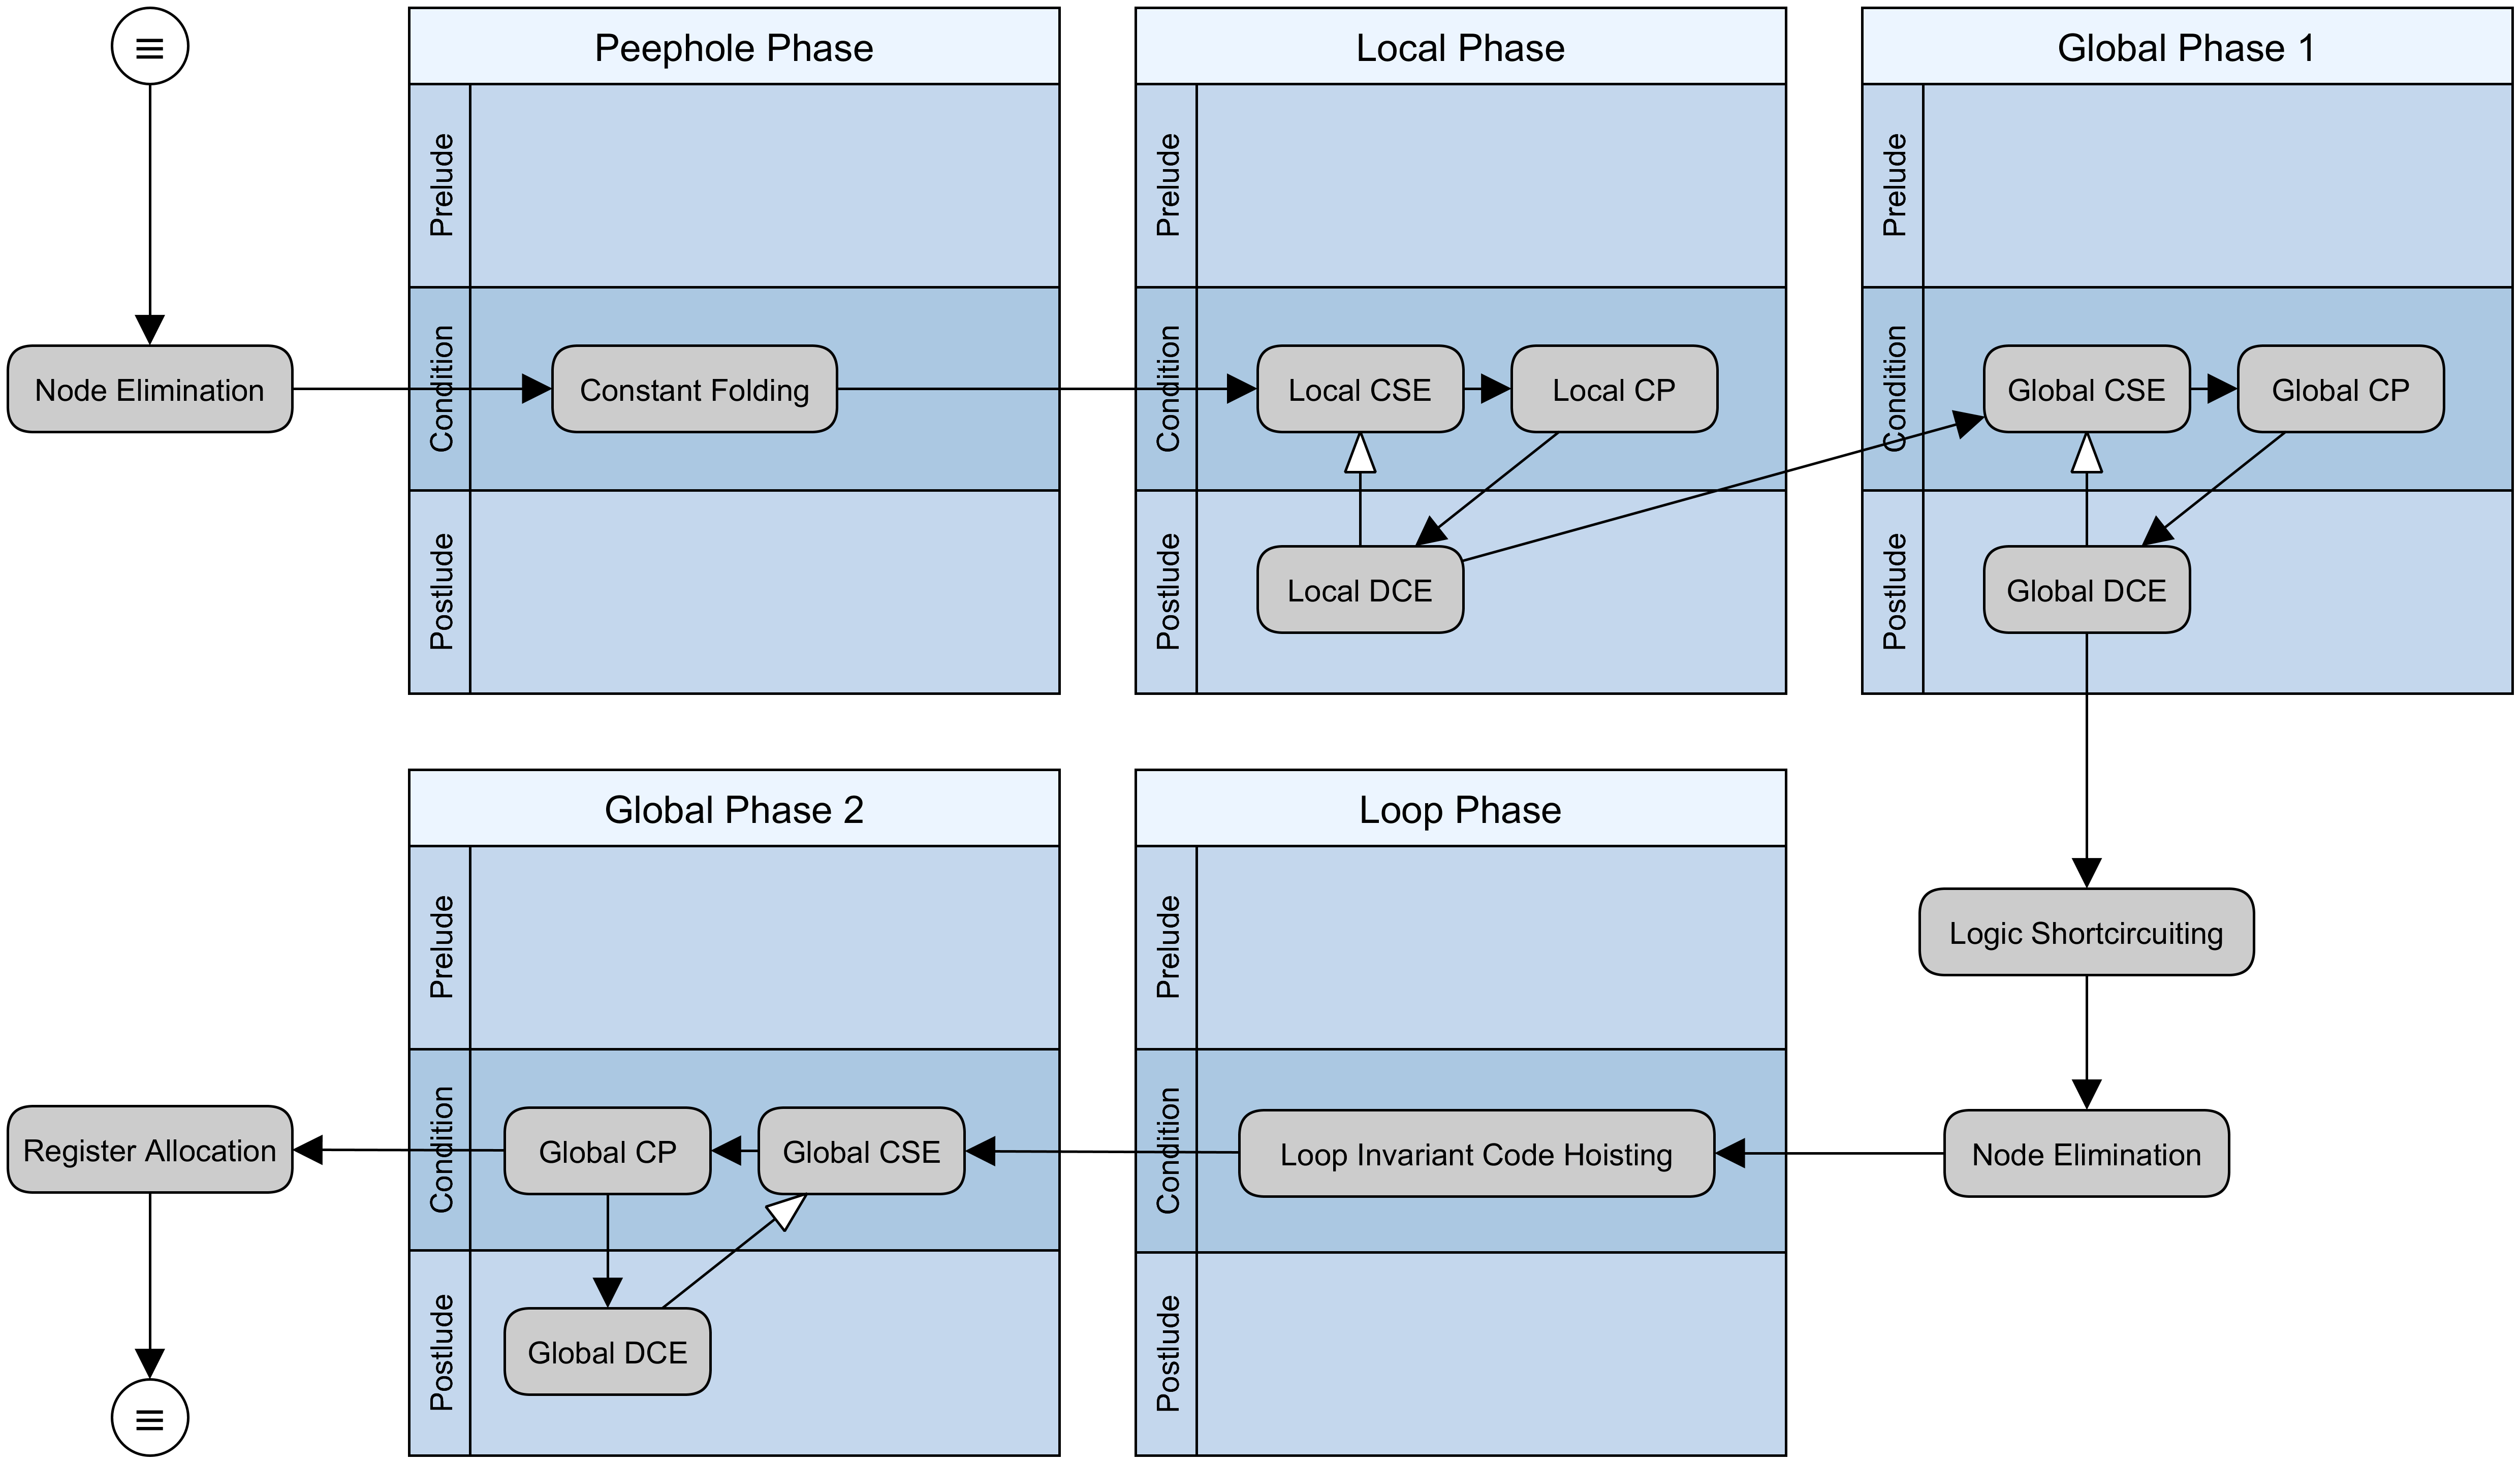 ≡
Peephole Phase
Local Phase
Global Phase 1
Prelude
Prelude
Prelude
Condition
Condition
Condition
Node Elimination
Constant Folding
Local CSE
Local CP
Global CSE
Global CP
Postlude
Postlude
Postlude
Local DCE
Global DCE
Global Phase 2
Loop Phase
Prelude
Prelude
Logic Shortcircuiting
Condition
Condition
Register Allocation
Global CP
Global CSE
Loop Invariant Code Hoisting
Node Elimination
Postlude
Postlude
Global DCE
≡